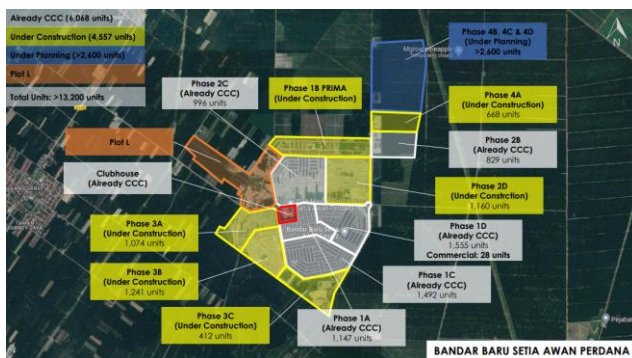 Already CCC (6,068 units)
Under Construction (4,557 units)
Under Planning (>2,600 units)
Plot L
Total Units: >13,200 units
Phase 2C
(Already CCC)
996 units
Phase 1B PRIMA
(Under Construction)
Phase 4B, 4C & 4D
(Under Planning)
>2,600 units
Phase 4A
(Under Construction)
668 units
Phase 2B
(Already CCC)
829 units
Plot L
Clubhouse
(Already CCC)
Phase 2D
(Under Construction)
1,160 units
Phase 3A
(Under Construction)
1,074 units
Bandar Baru
Phase 1D
(Already CCC)
1,555 units
Commercial: 28 units
Phase 3B
(Under Construction)
1,241 units
Phase 1C
(Already CCC)
1,492 units
Phase 3C
(Under Construction)
412 units
Phase 1A
(Already CCC)
1,147 units
BANDAR BARU SETIA AWAN PERDANA